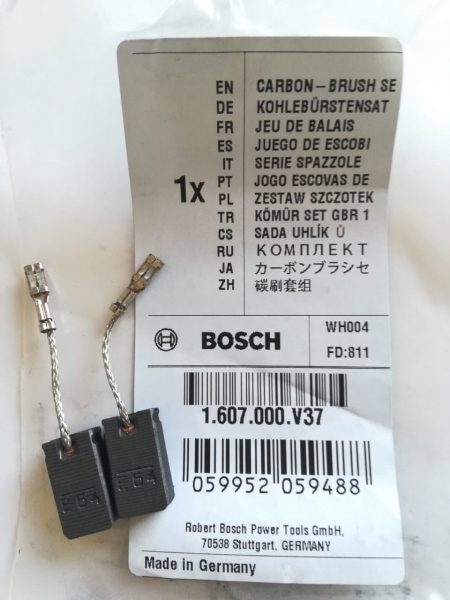 EN CARBON-BRUSH SE
DE KOHLEBÜRSTENSAT
FR JEU DE BALAIS
ES JUEGO DE ESCOBI
IT SERIE SPAZZOLE
1x PT JOGO ESCOVAS DE
PL ZESTAW SZCZOTEK
TR KÖMÜR SET GBR 1
CS SADA UHLÍK Ú
RU КОМПЛЕКТ
JA カーボンブラシセ
ZH 碳刷套组
BOSCH
WH004
FD:811
1.607.000.V37
059952 059488
Robert Bosch Power Tools GmbH,
70538 Stuttgart, GERMANY
Made in Germany
E64
E64